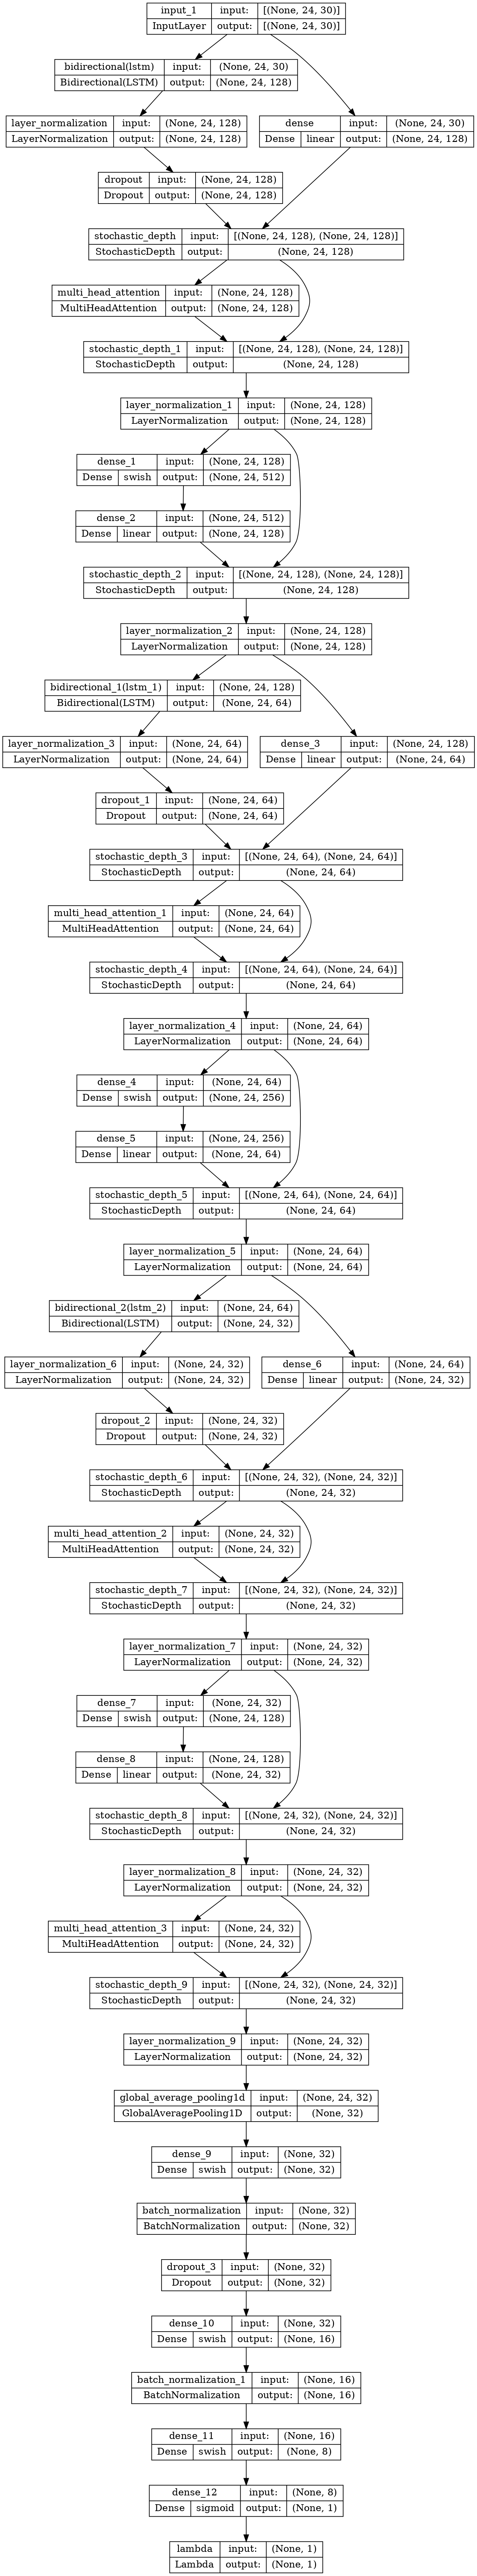 input_1 input: [(None, 24, 30)]
InputLayer output: [(None, 24, 30)]
bidirectional(lstm) input: (None, 24, 30)
Bidirectional(LSTM) output: (None, 24, 128)
layer_normalization input: (None, 24, 128)
LayerNormalization output: (None, 24, 128)
dense input: (None, 24, 30)
Dense linear output: (None, 24, 128)
dropout input: (None, 24, 128)
Dropout output: (None, 24, 128)
stochastic_depth input: [(None, 24, 128), (None, 24, 128)]
StochasticDepth output: (None, 24, 128)
multi_head_attention input: (None, 24, 128)
MultiHeadAttention output: (None, 24, 128)
stochastic_depth_1 input: [(None, 24, 128), (None, 24, 128)]
StochasticDepth output: (None, 24, 128)
layer_normalization_1 input: (None, 24, 128)
LayerNormalization output: (None, 24, 128)
dense_1 input: (None, 24, 128)
Dense swish output: (None, 24, 512)
dense_2 input: (None, 24, 512)
Dense linear output: (None, 24, 128)
stochastic_depth_2 input: [(None, 24, 128), (None, 24, 128)]
StochasticDepth output: (None, 24, 128)
layer_normalization_2 input: (None, 24, 128)
LayerNormalization output: (None, 24, 128)
bidirectional_1(lstm_1) input: (None, 24, 128)
Bidirectional(LSTM) output: (None, 24, 64)
layer_normalization_3 input: (None, 24, 64)
LayerNormalization output: (None, 24, 64)
dense_3 input: (None, 24, 128)
Dense linear output: (None, 24, 64)
dropout_1 input: (None, 24, 64)
Dropout output: (None, 24, 64)
stochastic_depth_3 input: [(None, 24, 64), (None, 24, 64)]
StochasticDepth output: (None, 24, 64)
multi_head_attention_1 input: (None, 24, 64)
MultiHeadAttention output: (None, 24, 64)
stochastic_depth_4 input: [(None, 24, 64), (None, 24, 64)]
StochasticDepth output: (None, 24, 64)
layer_normalization_4 input: (None, 24, 64)
LayerNormalization output: (None, 24, 64)
dense_4 input: (None, 24, 64)
Dense swish output: (None, 24, 256)
dense_5 input: (None, 24, 256)
Dense linear output: (None, 24, 64)
stochastic_depth_5 input: [(None, 24, 64), (None, 24, 64)]
StochasticDepth output: (None, 24, 64)
layer_normalization_5 input: (None, 24, 64)
LayerNormalization output: (None, 24, 64)
bidirectional_2(lstm_2) input: (None, 24, 64)
Bidirectional(LSTM) output: (None, 24, 32)
layer_normalization_6 input: (None, 24, 32)
LayerNormalization output: (None, 24, 32)
dense_6 input: (None, 24, 64)
Dense linear output: (None, 24, 32)
dropout_2 input: (None, 24, 32)
Dropout output: (None, 24, 32)
stochastic_depth_6 input: [(None, 24, 32), (None, 24, 32)]
StochasticDepth output: (None, 24, 32)
multi_head_attention_2 input: (None, 24, 32)
MultiHeadAttention output: (None, 24, 32)
stochastic_depth_7 input: [(None, 24, 32), (None, 24, 32)]
StochasticDepth output: (None, 24, 32)
layer_normalization_7 input: (None, 24, 32)
LayerNormalization output: (None, 24, 32)
dense_7 input: (None, 24, 32)
Dense swish output: (None, 24, 128)
dense_8 input: (None, 24, 128)
Dense linear output: (None, 24, 32)
stochastic_depth_8 input: [(None, 24, 32), (None, 24, 32)]
StochasticDepth output: (None, 24, 32)
layer_normalization_8 input: (None, 24, 32)
LayerNormalization output: (None, 24, 32)
multi_head_attention_3 input: (None, 24, 32)
MultiHeadAttention output: (None, 24, 32)
stochastic_depth_9 input: [(None, 24, 32), (None, 24, 32)]
StochasticDepth output: (None, 24, 32)
layer_normalization_9 input: (None, 24, 32)
LayerNormalization output: (None, 24, 32)
global_average_pooling1d input: (None, 24, 32)
GlobalAveragePooling1D output: (None, 32)
dense_9 input: (None, 32)
Dense swish output: (None, 32)
batch_normalization input: (None, 32)
BatchNormalization output: (None, 32)
dropout_3 input: (None, 32)
Dropout output: (None, 32)
dense_10 input: (None, 32)
Dense swish output: (None, 16)
batch_normalization_1 input: (None, 16)
BatchNormalization output: (None, 16)
dense_11 input: (None, 16)
Dense swish output: (None, 8)
dense_12 input: (None, 8)
Dense sigmoid output: (None, 1)
lambda input: (None, 1)
Lambda output: (None, 1)